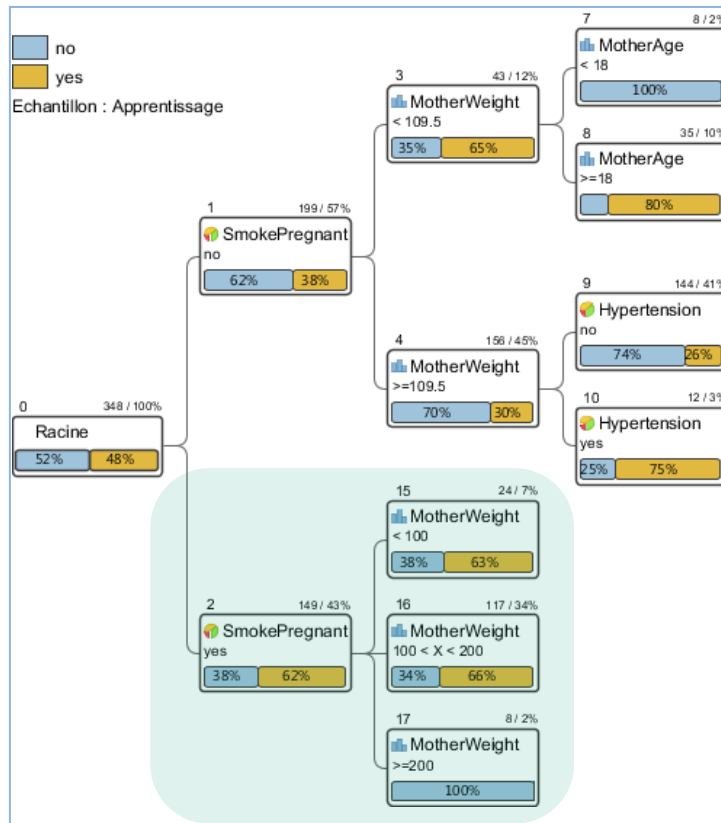 no
yes
Echantillon : Apprentissage
0
348 / 100%
Racine
52% 48%
1
199 / 57%
SmokePregnant
no
62% 38%
2
149 / 43%
SmokePregnant
yes
38% 62%
3
43 / 12%
MotherWeight
< 109.5
35% 65%
4
156 / 45%
MotherWeight
>=109.5
70% 30%
15
24 / 7%
MotherWeight
< 100
38% 63%
16
117 / 34%
MotherWeight
100 < X < 200
34% 66%
17
8 / 2%
MotherWeight
>=200
100%
7
8 / 2%
MotherAge
< 18
100%
8
35 / 10%
MotherAge
>=18
80%
9
144 / 41%
Hypertension
no
74% 26%
10
12 / 3%
Hypertension
yes
25% 75%